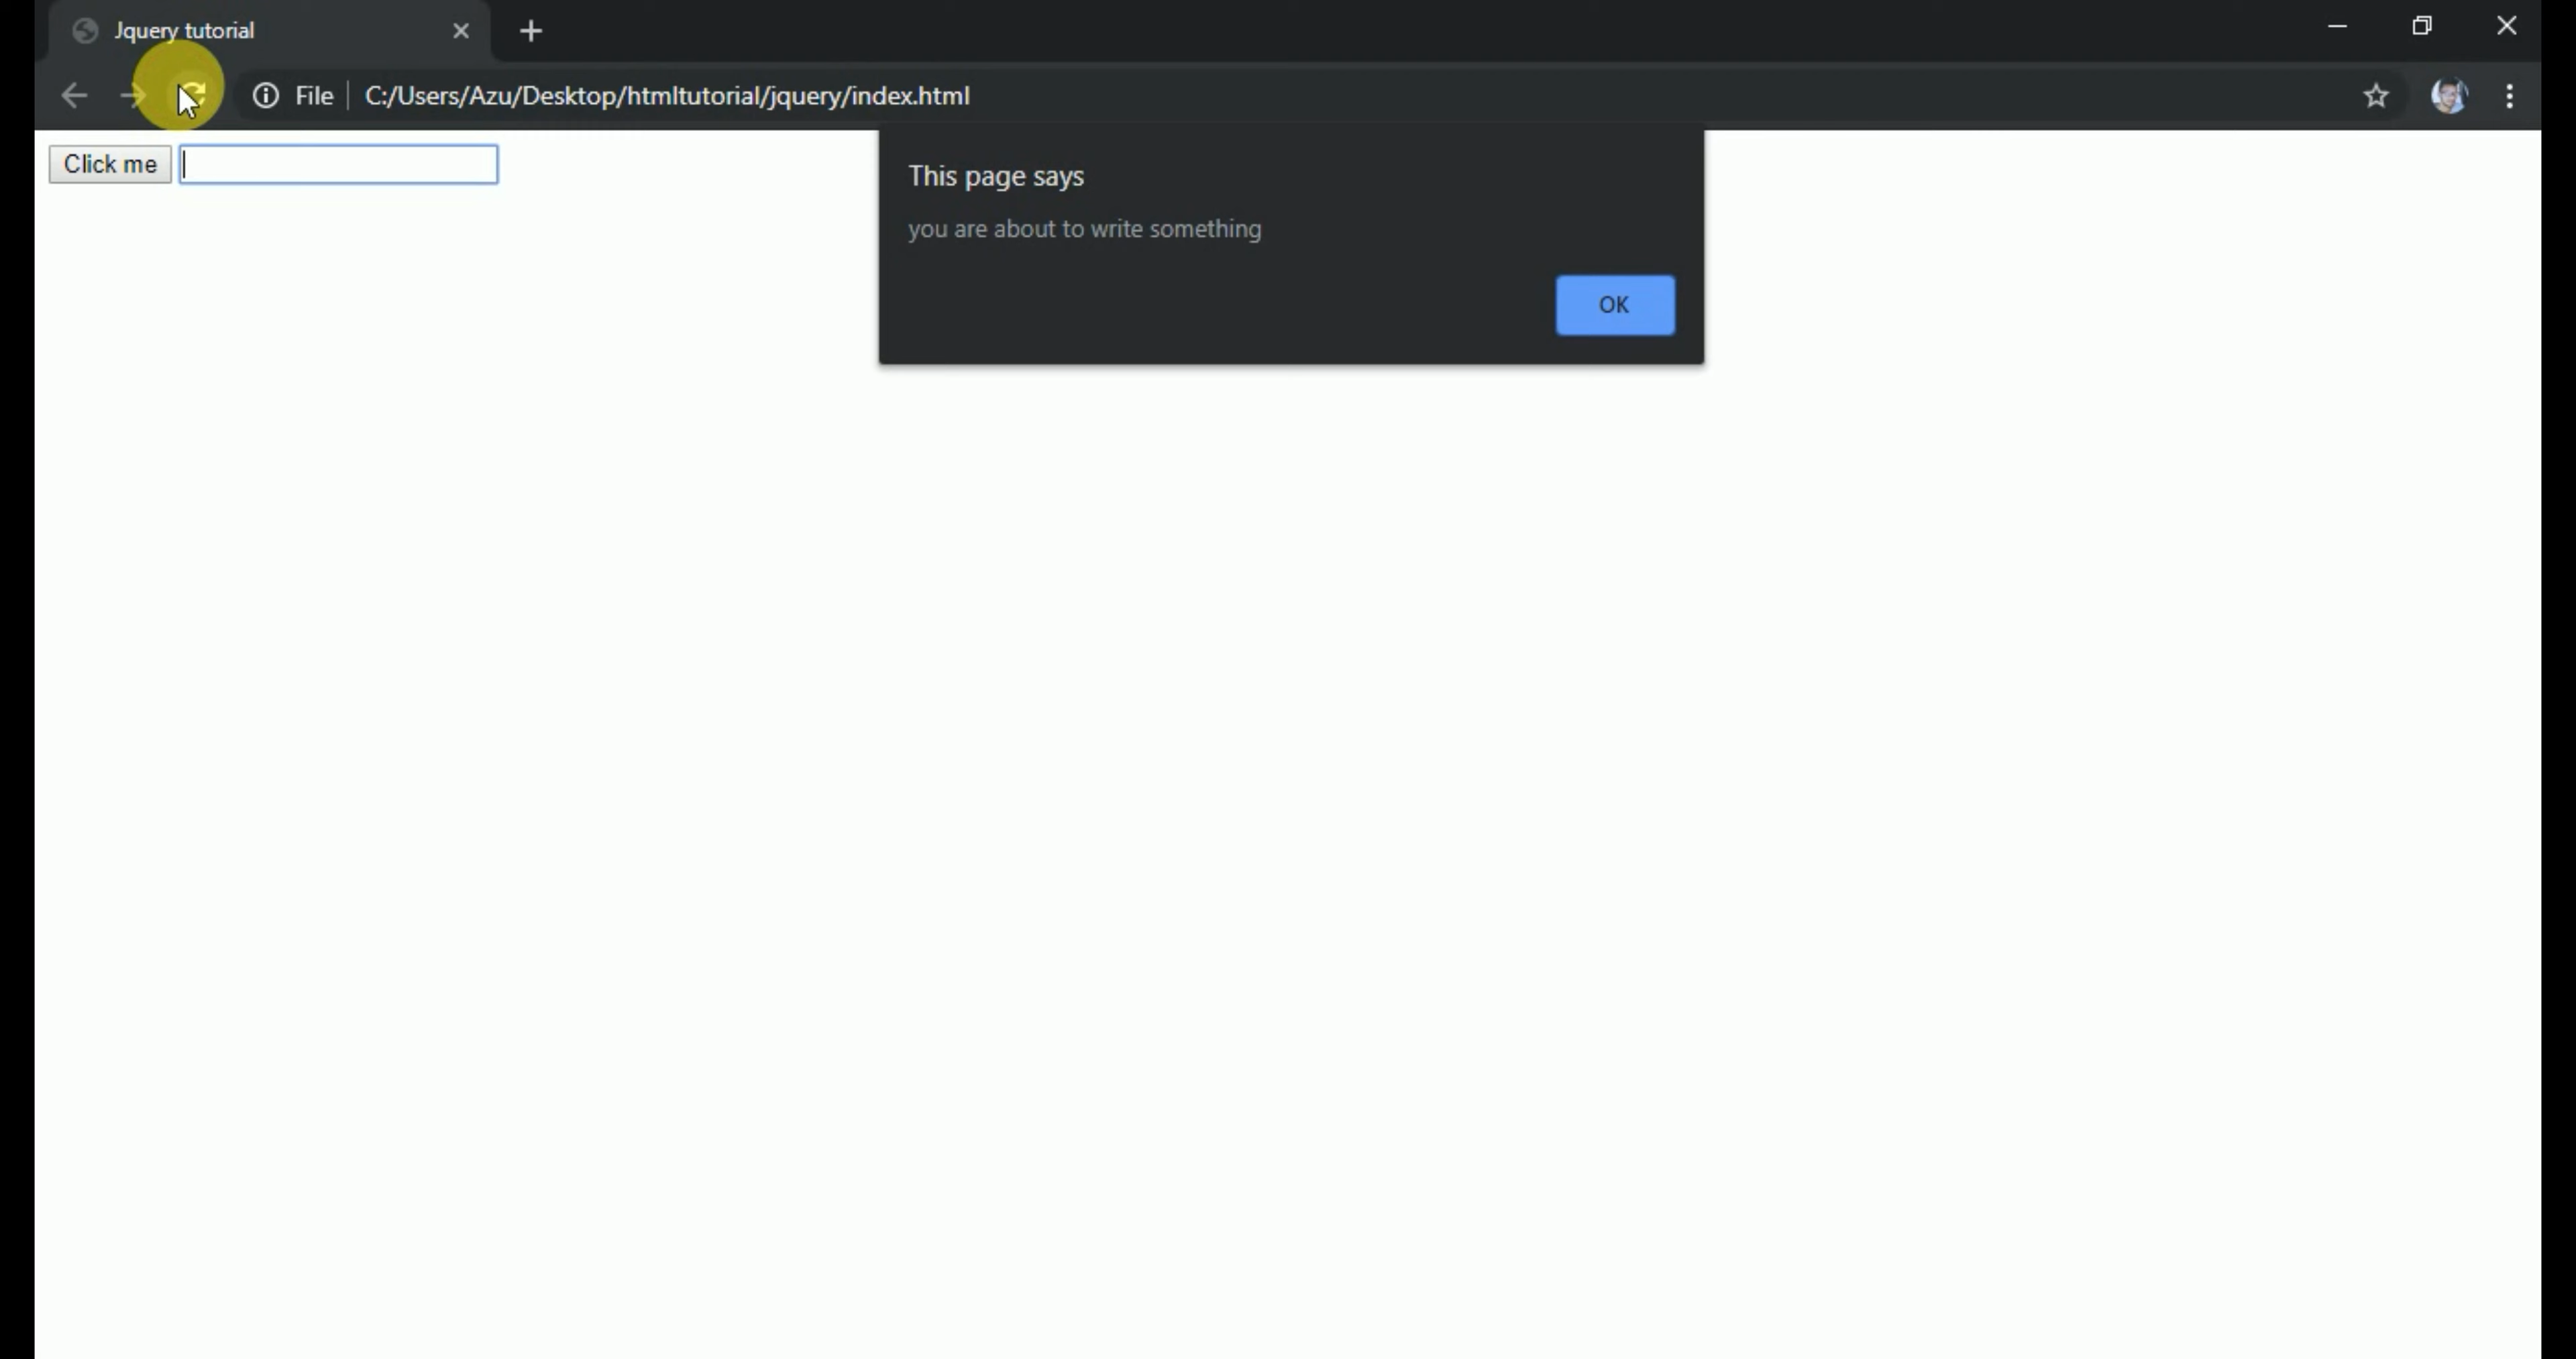 Jquery tutorial
File C:/Users/Azu/Desktop/htmltutorial/jquery/index.html
Click me
This page says
you are about to write something
OK